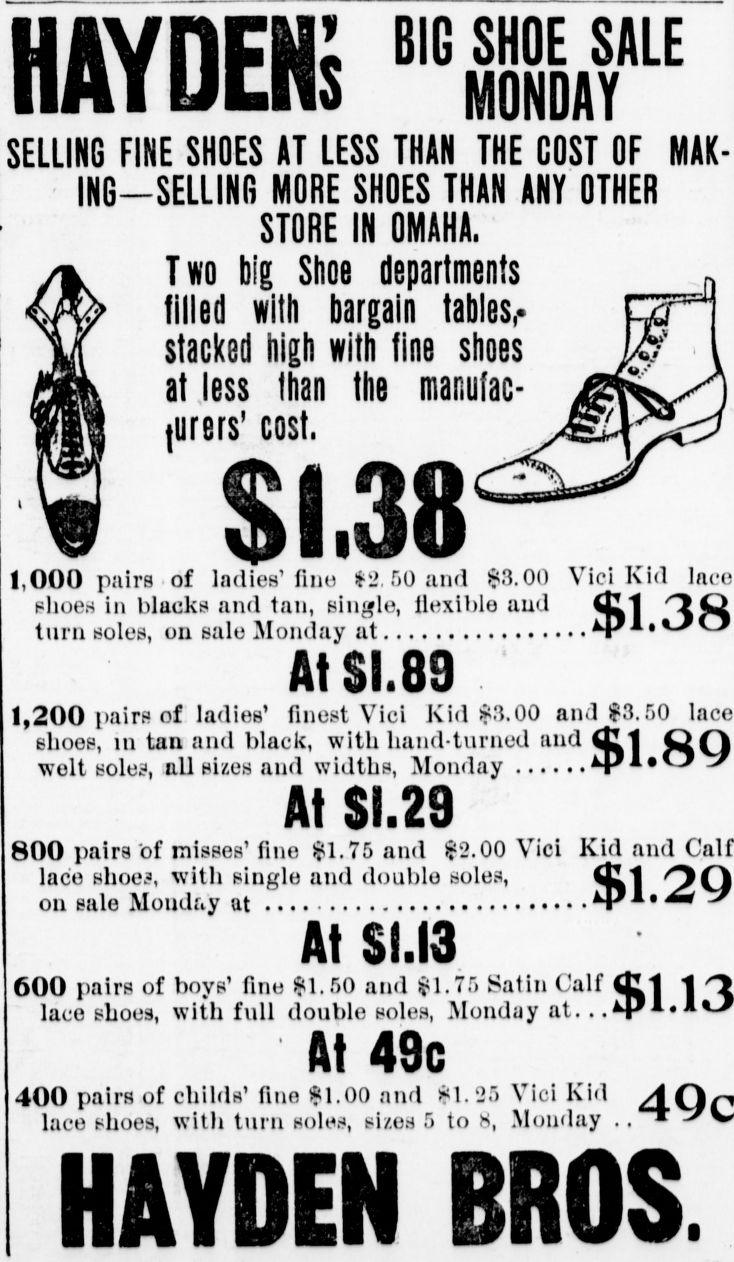 HAYDEN'S BIG SHOE SALE
MONDAY
SELLING FINE SHOES AT LESS THAN THE COST OF MAK-
ING—SELLING MORE SHOES THAN ANY OTHER
STORE IN OMAHA.
Two big Shoe departments
filled with bargain tables,
stacked high with fine shoes
at less than the manufac-
turers' cost.
$1.38
1,000 pairs of ladies' fine $2.50 and $3.00 Vici Kid lace
shoes in blacks and tan, single, flexible and
turn soles, on sale Monday at................ $1.38
At $1.89
1,200 pairs of ladies' finest Vici Kid $3.00 and $3.50 lace
shoes, in tan and black, with hand-turned and
welt soles, all sizes and widths, Monday ...... $1.89
At $1.29
800 pairs of misses' fine $1.75 and $2.00 Vici Kid and Calf
lace shoes, with single and double soles,
on sale Monday at ......................... $1.29
At $1.13
600 pairs of boys' fine $1.50 and $1.75 Satin Calf
lace shoes, with full double soles, Monday at... $1.13
At 49c
400 pairs of childs' fine $1.00 and $1.25 Vici Kid
lace shoes, with turn soles, sizes 5 to 8, Monday .. 49c
HAYDEN BROS.